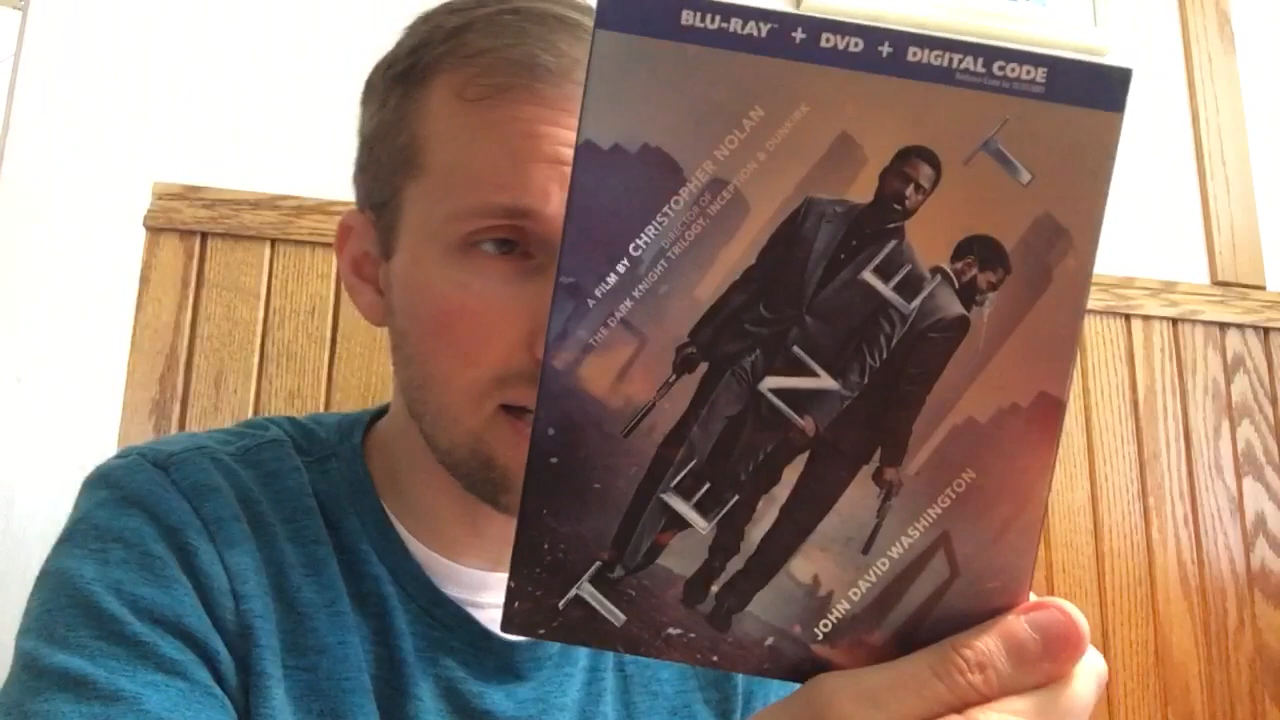 BLU-RAY™ + DVD + DIGITAL CODE
A FILM BY CHRISTOPHER NOLAN
DIRECTOR OF
THE DARK KNIGHT TRILOGY, INCEPTION & DUNKIRK
TENET
JOHN DAVID WASHINGTON